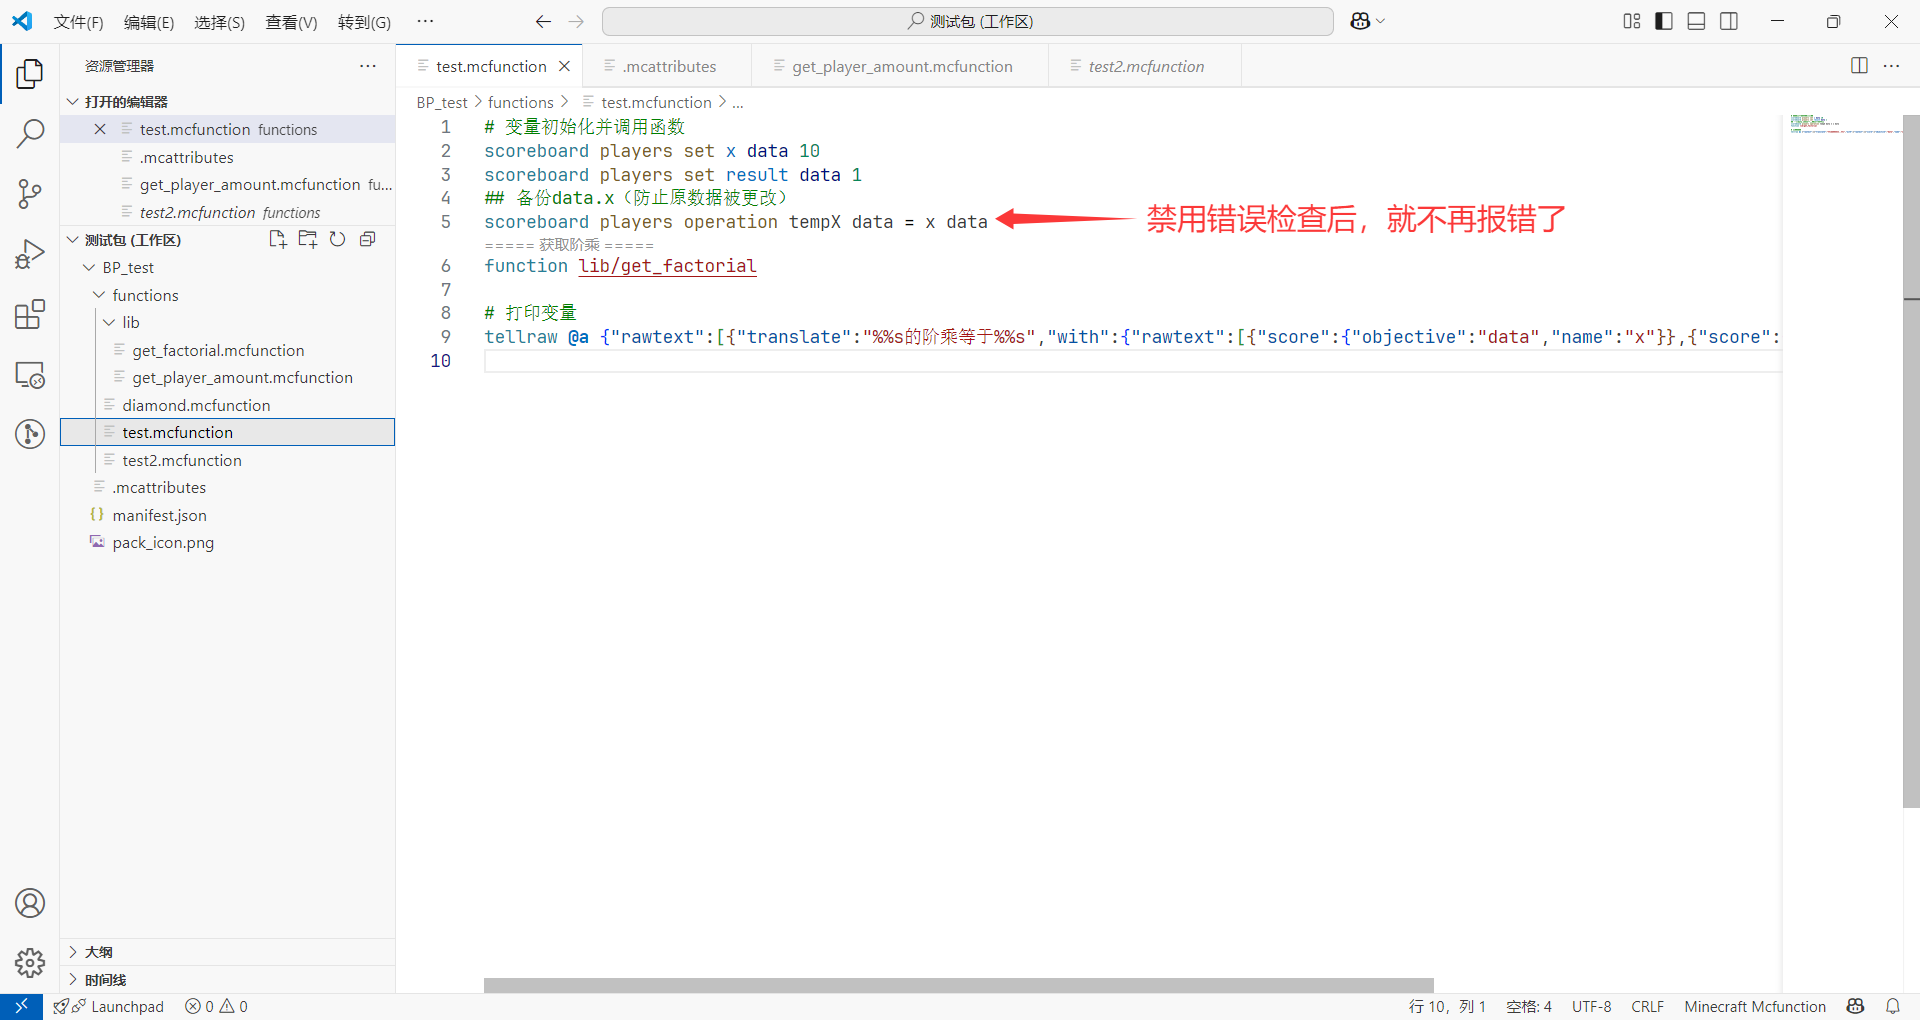 文件(F) 编辑(E) 选择(S) 查看(V) 转到(G) ··· 测试包 (工作区)
资源管理器 ···
打开的编辑器
test.mcfunction functions
.mcattributes
get_player_amount.mcfunction fu...
test2.mcfunction functions
测试包 (工作区)
BP_test
functions
lib
get_factorial.mcfunction
get_player_amount.mcfunction
diamond.mcfunction
test.mcfunction
test2.mcfunction
.mcattributes
manifest.json
pack_icon.png
大纲
时间线
test.mcfunction .mcattributes get_player_amount.mcfunction test2.mcfunction
BP_test > functions > test.mcfunction > ...
1 # 变量初始化并调用函数
2 scoreboard players set x data 10
3 scoreboard players set result data 1
4 ## 备份data.x（防止原数据被更改）
5 scoreboard players operation tempX data = x data
禁用错误检查后，就不再报错了
===== 获取阶乘 =====
6 function lib/get_factorial
7
8 # 打印变量
9 tellraw @a {"rawtext":[{"translate":"%%s的阶乘等于%%s","with":{"rawtext":[{"score":{"objective":"data","name":"x"}},{"score":
10
Launchpad 0 0 行 10，列 1 空格: 4 UTF-8 CRLF Minecraft Mcfunction